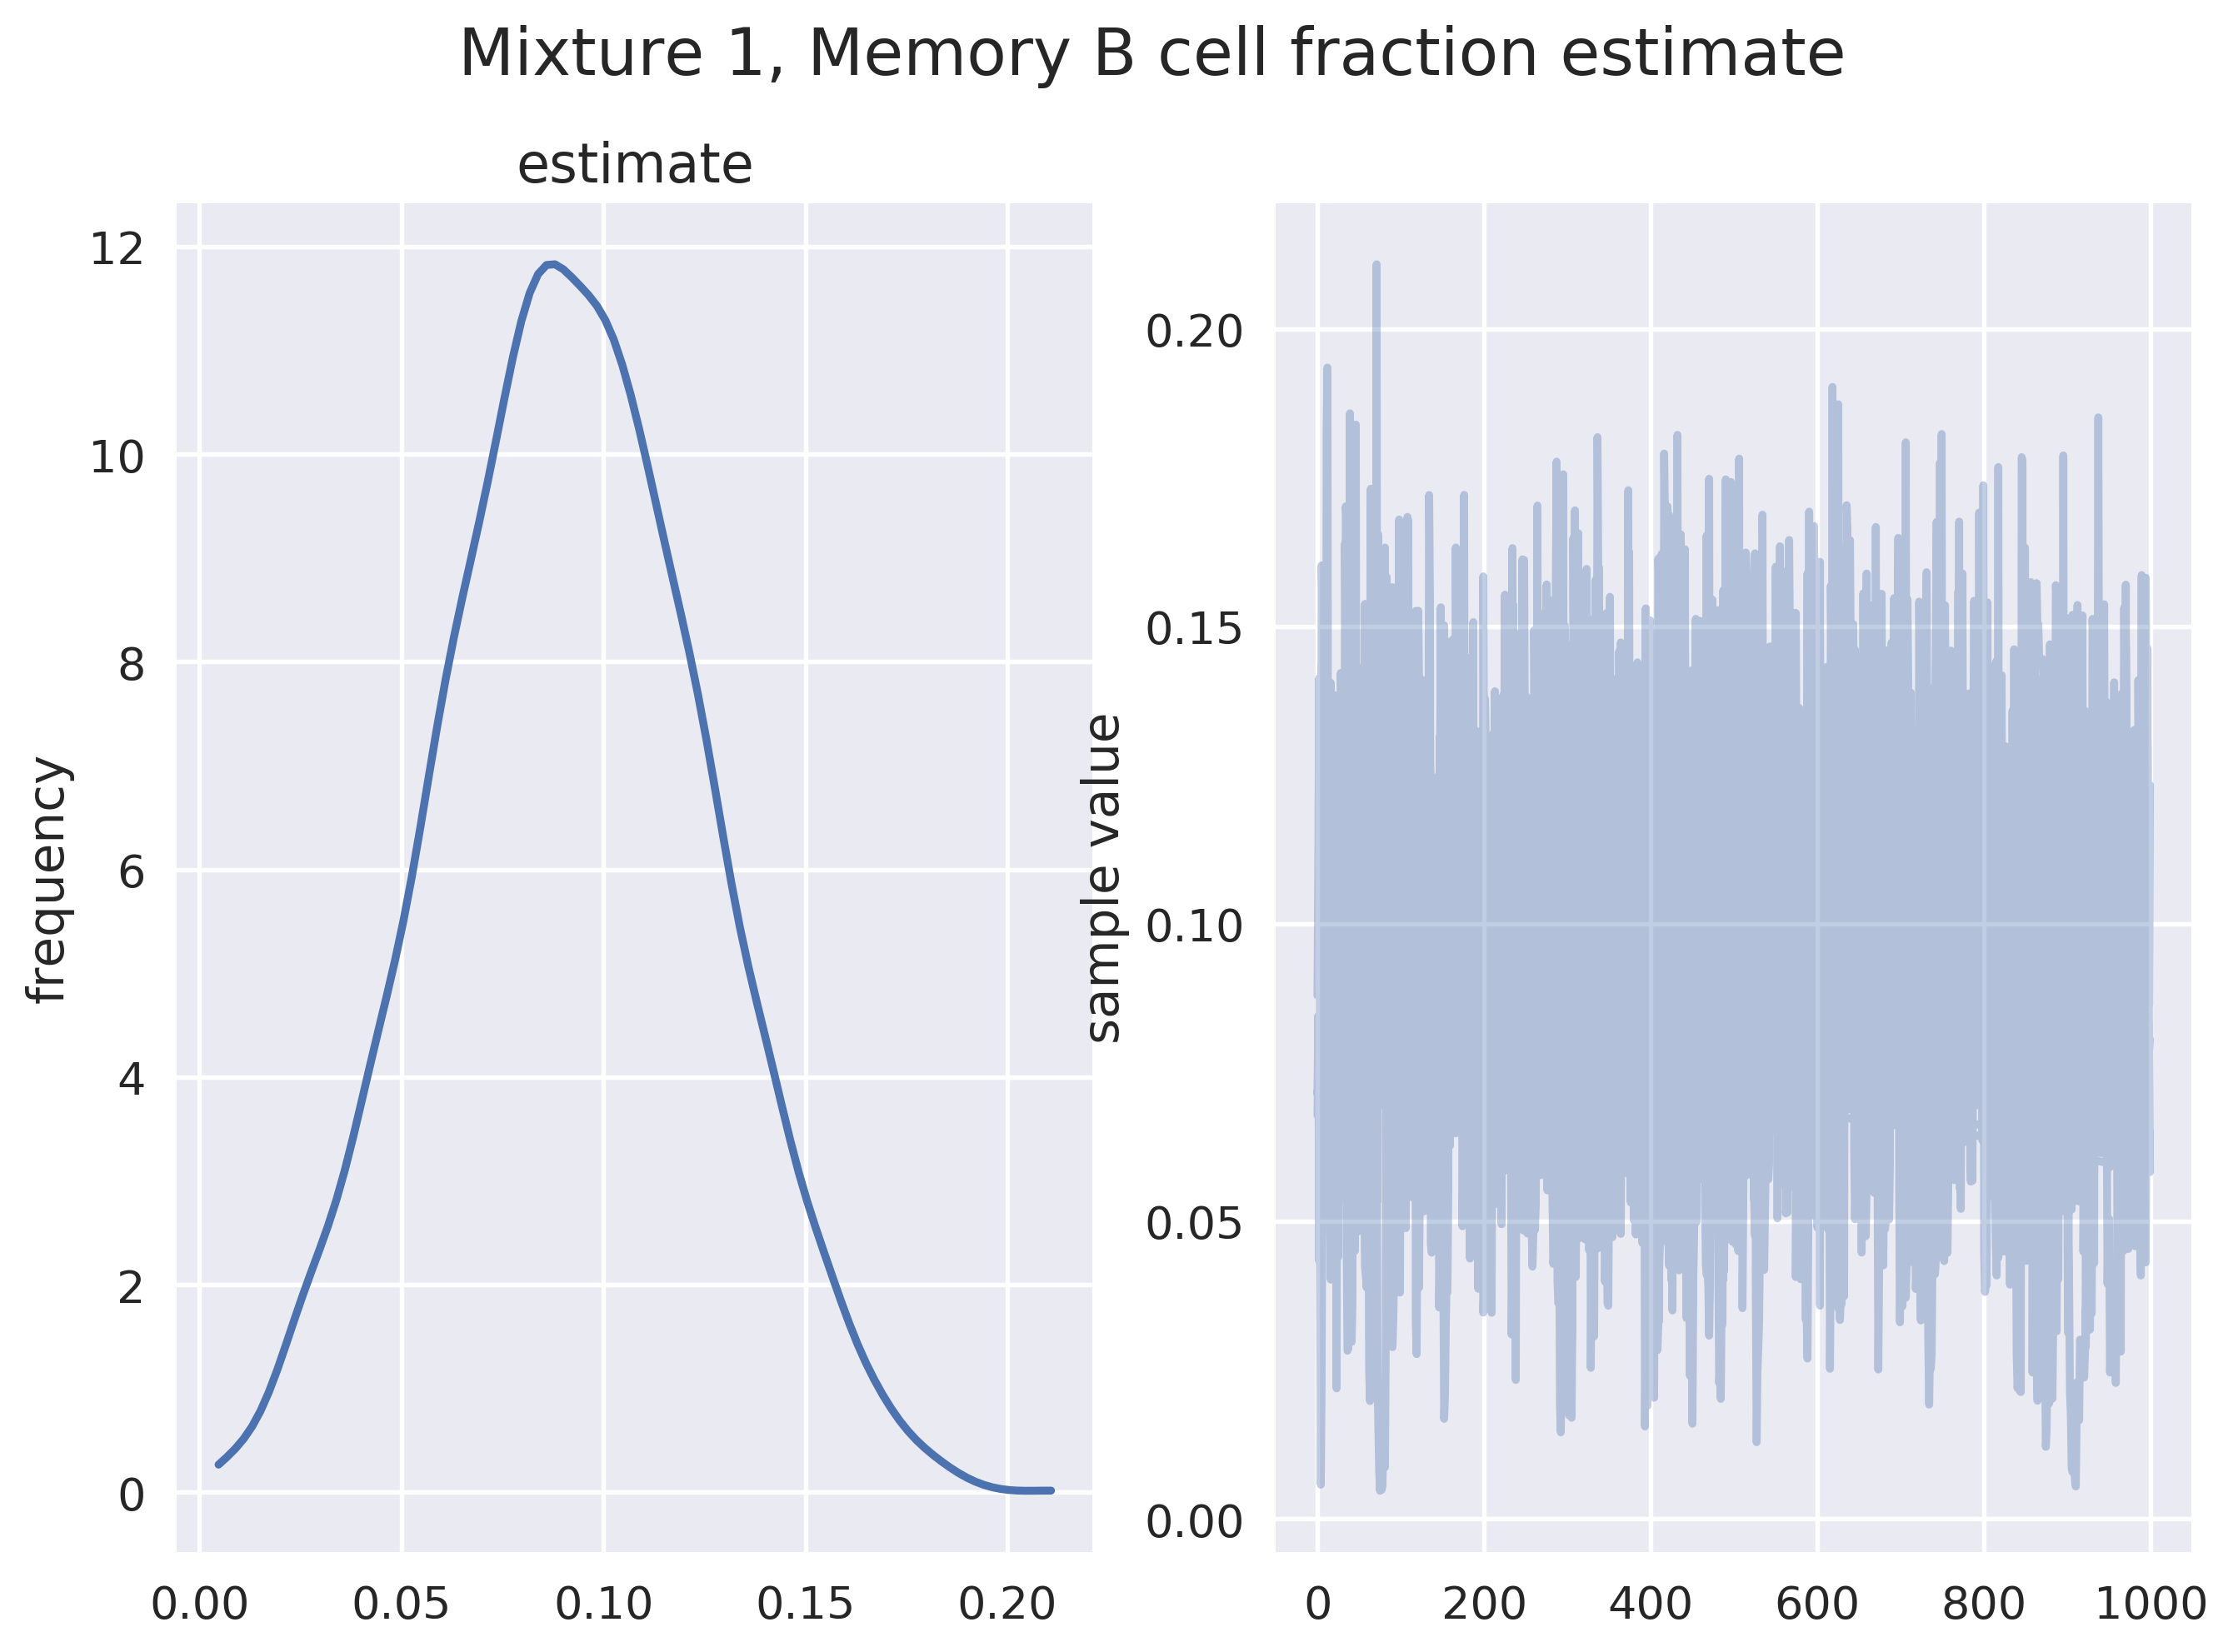 Mixture 1, Memory B cell fraction estimate
estimate
frequency
12
10
8
6
4
2
0
0.00 0.05 0.10 0.15 0.20
sample value
0.20
0.15
0.10
0.05
0.00
0 200 400 600 800 1000